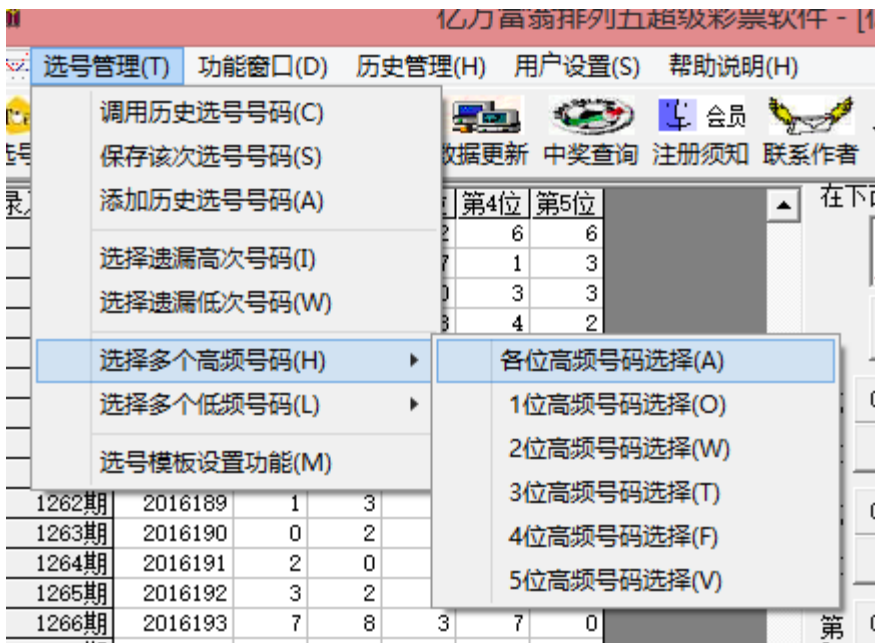 亿万富翁排列五超级彩票软件 - [
选号管理(T) 功能窗口(D) 历史管理(H) 用户设置(S) 帮助说明(H)
调用历史选号号码(C)
会员
保存该次选号号码(S)
数据更新 中奖查询 注册须知 联系作者
添加历史选号号码(A)
第4位 第5位
在下面
6 6
选择遗漏高次号码(I)
1 3
选择遗漏低次号码(W)
3 3
4 2
选择多个高频号码(H)
各位高频号码选择(A)
选择多个低频号码(L)
1位高频号码选择(O)
2位高频号码选择(W)
选号模板设置功能(M)
3位高频号码选择(T)
4位高频号码选择(F)
5位高频号码选择(V)
1262期 2016189 1 3
1263期 2016190 0 2
1264期 2016191 2 0
1265期 2016192 3 2
1266期 2016193 7 8 3 7 0
第